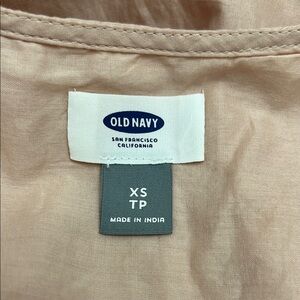 OLD NAVY
SAN FRANCISCO
CALIFORNIA
XS
TP
MADE IN INDIA